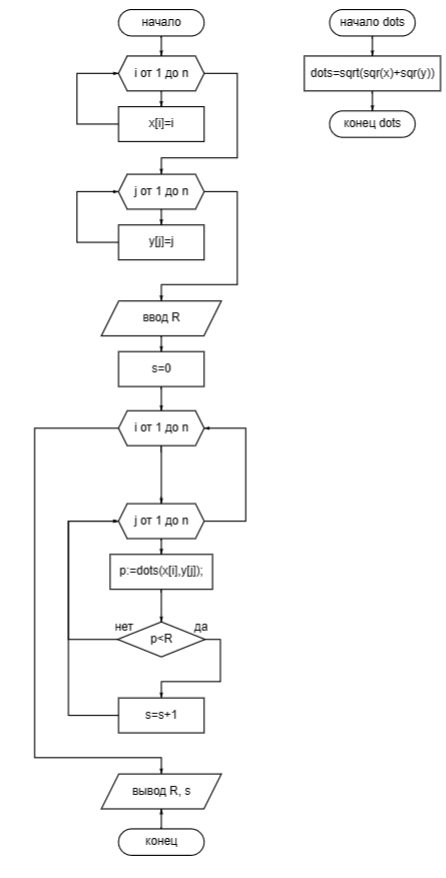 начало
i от 1 до n
x[i]=i
j от 1 до n
y[j]=j
ввод R
s=0
i от 1 до n
j от 1 до n
p:=dots(x[i],y[j]);
нет
да
p<R
s=s+1
вывод R, s
конец
начало dots
dots=sqrt(sqr(x)+sqr(y))
конец dots